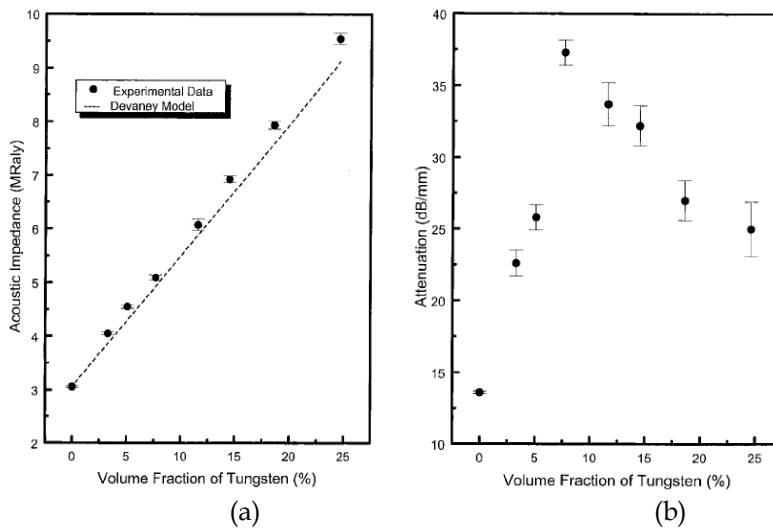 10
9
8
7
6
5
4
3
2
Acoustic Impedance (MRaly)
Experimental Data
Devaney Model
0 5 10 15 20 25
Volume Fraction of Tungsten (%)
(a)
40
35
30
25
20
15
10
Attenuation (dB/mm)
0 5 10 15 20 25
Volume Fraction of Tungsten (%)
(b)